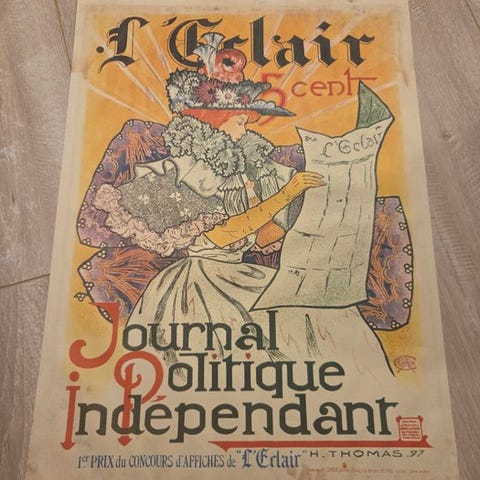 L'Eclair
5 cent
L'Eclair
Journal
Politique
Indépendant
1er PRIX du CONCOURS d'AFFICHES de "L'Eclair" H. THOMAS. 97